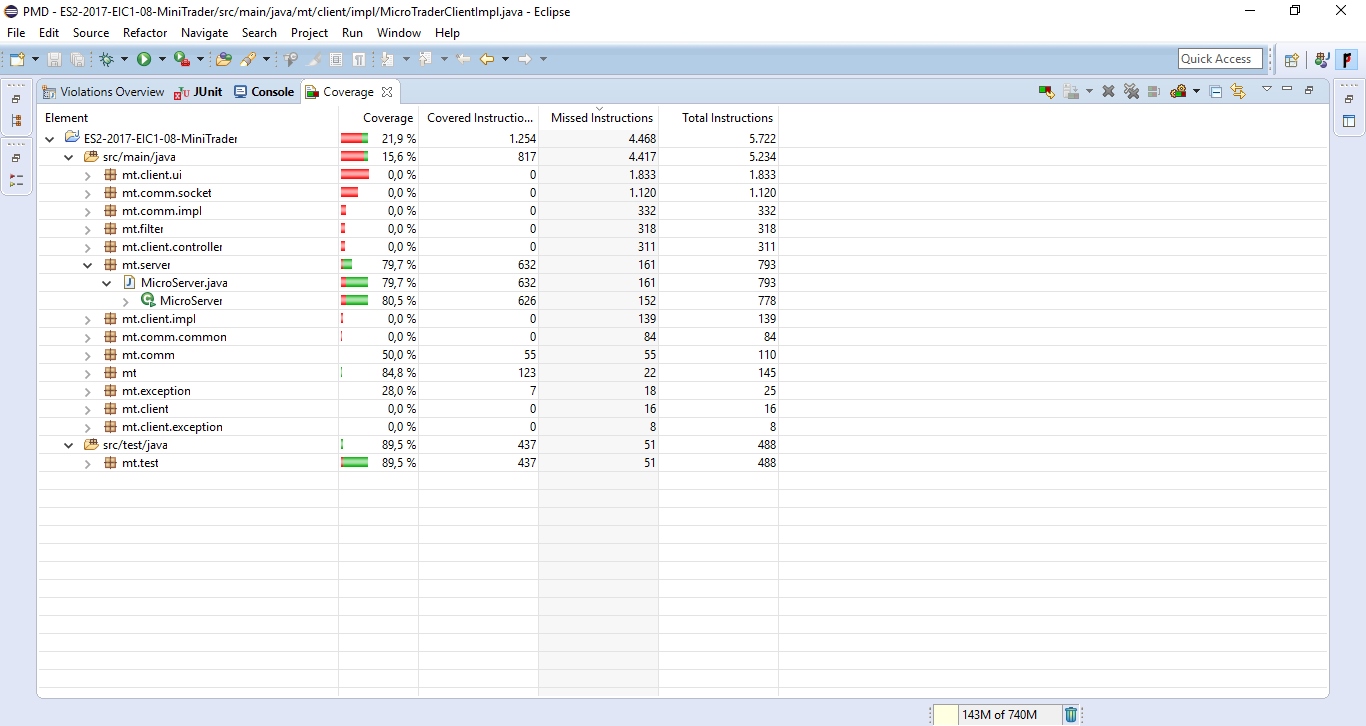 PMD - ES2-2017-EIC1-08-MiniTrader/src/main/java/mt/client/impl/MicroTraderClientImpl.java - Eclipse
File Edit Source Refactor Navigate Search Project Run Window Help
Quick Access
Violations Overview JUnit Console Coverage
Element Coverage Covered Instructio... Missed Instructions Total Instructions
ES2-2017-EIC1-08-MiniTrader 21,9 % 1.254 4.468 5.722
src/main/java 15,6 % 817 4.417 5.234
mt.client.ui 0,0 % 0 1.833 1.833
mt.comm.socket 0,0 % 0 1.120 1.120
mt.comm.impl 0,0 % 0 332 332
mt.filter 0,0 % 0 318 318
mt.client.controller 0,0 % 0 311 311
mt.server 79,7 % 632 161 793
MicroServer.java 79,7 % 632 161 793
MicroServer 80,5 % 626 152 778
mt.client.impl 0,0 % 0 139 139
mt.comm.common 0,0 % 0 84 84
mt.comm 50,0 % 55 55 110
mt 84,8 % 123 22 145
mt.exception 28,0 % 7 18 25
mt.client 0,0 % 0 16 16
mt.client.exception 0,0 % 0 8 8
src/test/java 89,5 % 437 51 488
mt.test 89,5 % 437 51 488
143M of 740M